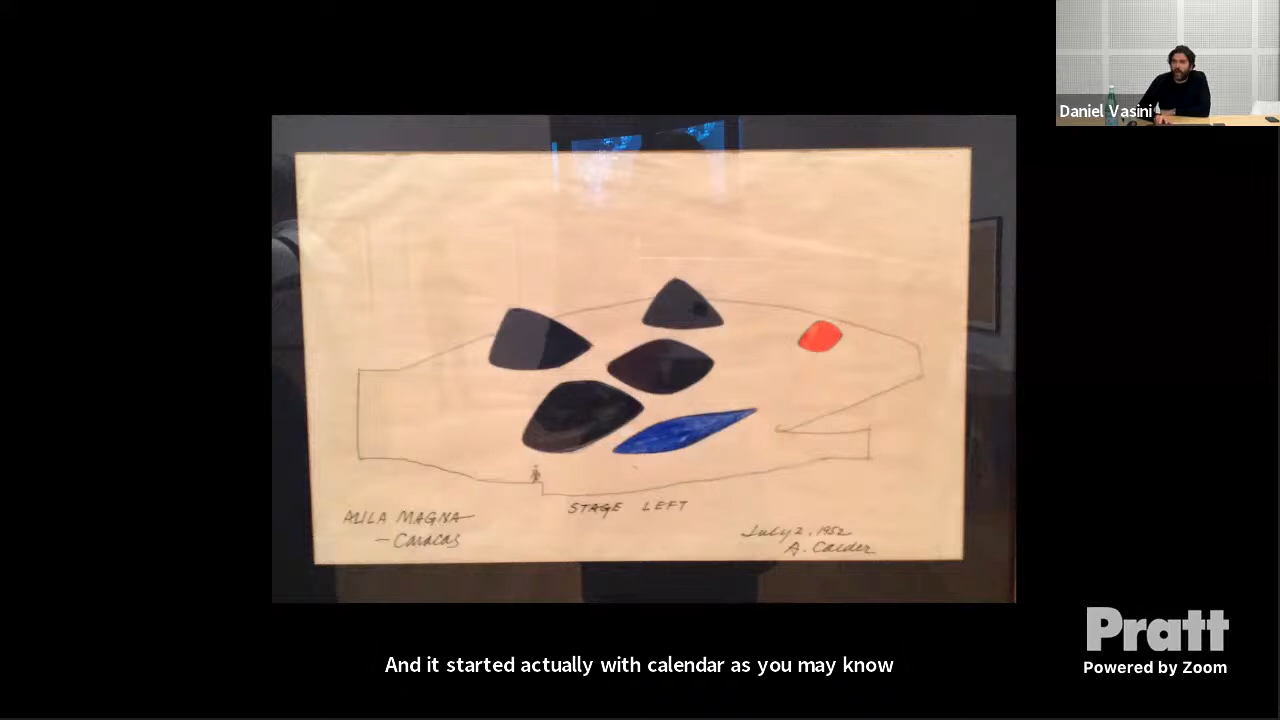 Daniel Vasini
STAGE LEFT
AULA MAGNA
- Caracas
July 2, 1952
A. Calder
And it started actually with calendar as you may know
Pratt
Powered by Zoom